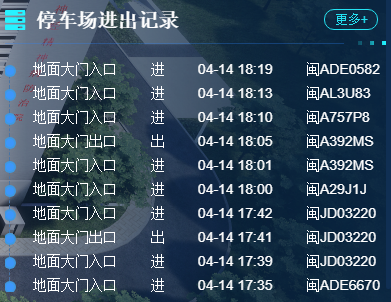 停车场进出记录 更多+
地面大门入口 进 04-14 18:19 闽ADE0582
地面大门入口 进 04-14 18:13 闽AL3U83
地面大门入口 进 04-14 18:10 闽A757P8
地面大门出口 出 04-14 18:05 闽A392MS
地面大门入口 进 04-14 18:01 闽A392MS
地面大门入口 进 04-14 18:00 闽A29J1J
地面大门入口 进 04-14 17:42 闽JD03220
地面大门出口 出 04-14 17:41 闽JD03220
地面大门入口 进 04-14 17:39 闽JD03220
地面大门入口 进 04-14 17:35 闽ADE6670